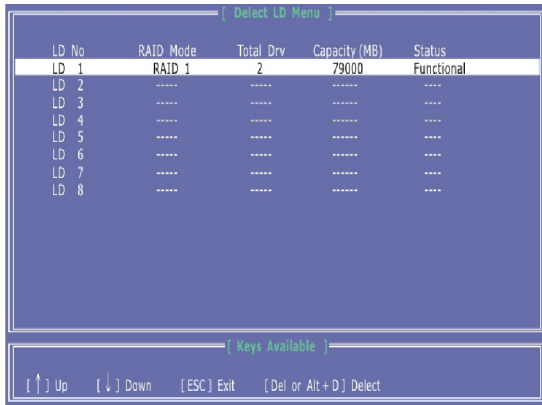 [ Delect LD Menu ]
LD No RAID Mode Total Drv Capacity (MB) Status
LD 1 RAID 1 2 79000 Functional
LD 2 ----- ----- ------ ----
LD 3 ----- ----- ------ ----
LD 4 ----- ----- ------ ----
LD 5 ----- ----- ------ ----
LD 6 ----- ----- ------ ----
LD 7 ----- ----- ------ ----
LD 8 ----- ----- ------ ----
[ Keys Available ]
[ ↑ ] Up [ ↓ ] Down [ ESC ] Exit [ Del or Alt + D ] Delect